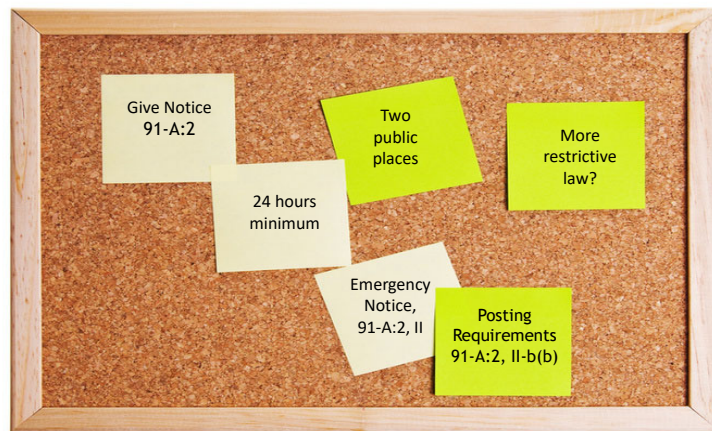 Give Notice
91-A:2
Two
public
places
More
restrictive
law?
24 hours
minimum
Emergency
Notice,
91-A:2, II
Posting
Requirements
91-A:2, II-b(b)